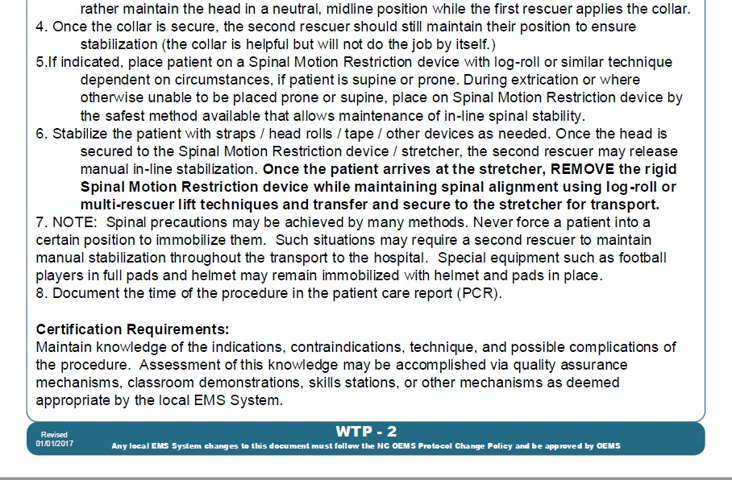 rather maintain the head in a neutral, midline position while the first rescuer applies the collar.
4. Once the collar is secure, the second rescuer should still maintain their position to ensure
stabilization (the collar is helpful but will not do the job by itself.)
5.If indicated, place patient on a Spinal Motion Restriction device with log-roll or similar technique
dependent on circumstances, if patient is supine or prone. During extrication or where
otherwise unable to be placed prone or supine, place on Spinal Motion Restriction device by
the safest method available that allows maintenance of in-line spinal stability.
6. Stabilize the patient with straps / head rolls / tape / other devices as needed. Once the head is
secured to the Spinal Motion Restriction device / stretcher, the second rescuer may release
manual in-line stabilization. Once the patient arrives at the stretcher, REMOVE the rigid
Spinal Motion Restriction device while maintaining spinal alignment using log-roll or
multi-rescuer lift techniques and transfer and secure to the stretcher for transport.
7. NOTE: Spinal precautions may be achieved by many methods. Never force a patient into a
certain position to immobilize them. Such situations may require a second rescuer to maintain
manual stabilization throughout the transport to the hospital. Special equipment such as football
players in full pads and helmet may remain immobilized with helmet and pads in place.
8. Document the time of the procedure in the patient care report (PCR).
Certification Requirements:
Maintain knowledge of the indications, contraindications, technique, and possible complications of
the procedure. Assessment of this knowledge may be accomplished via quality assurance
mechanisms, classroom demonstrations, skills stations, or other mechanisms as deemed
appropriate by the local EMS System.
Revised
01/01/2017
WTP - 2
Any local EMS System changes to this document must follow the NC OEMS Protocol Change Policy and be approved by OEMS